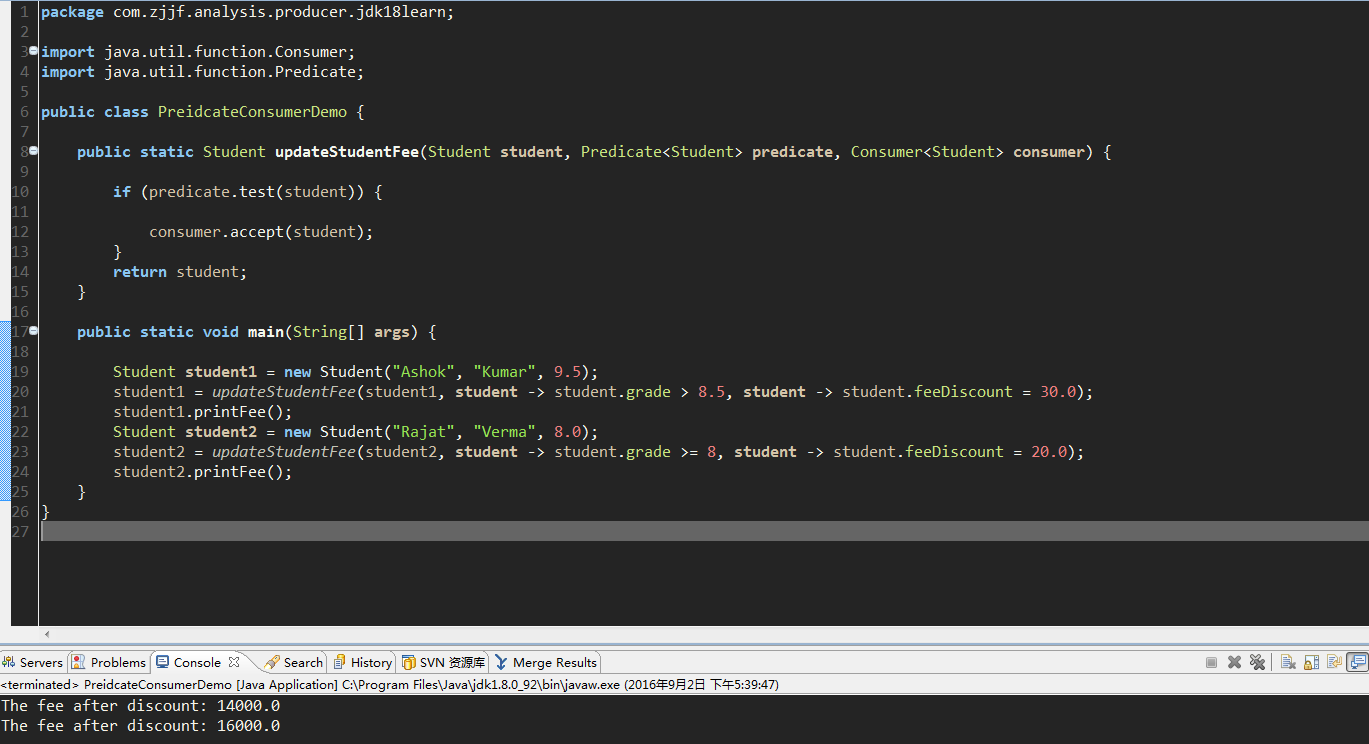 1 package com.zjjf.analysis.producer.jdk18learn;
2
3 import java.util.function.Consumer;
4 import java.util.function.Predicate;
5
6 public class PreidcateConsumerDemo {
7
8     public static Student updateStudentFee(Student student, Predicate<Student> predicate, Consumer<Student> consumer) {
9
10         if (predicate.test(student)) {
11
12             consumer.accept(student);
13         }
14         return student;
15     }
16
17     public static void main(String[] args) {
18
19         Student student1 = new Student("Ashok", "Kumar", 9.5);
20         student1 = updateStudentFee(student1, student -> student.grade > 8.5, student -> student.feeDiscount = 30.0);
21         student1.printFee();
22         Student student2 = new Student("Rajat", "Verma", 8.0);
23         student2 = updateStudentFee(student2, student -> student.grade >= 8, student -> student.feeDiscount = 20.0);
24         student2.printFee();
25     }
26 }
27
Servers Problems Console Search History SVN 资源库 Merge Results
<terminated> PreidcateConsumerDemo [Java Application] C:\Program Files\Java\jdk1.8.0_92\bin\javaw.exe (2016年9月2日 下午5:39:47)
The fee after discount: 14000.0
The fee after discount: 16000.0